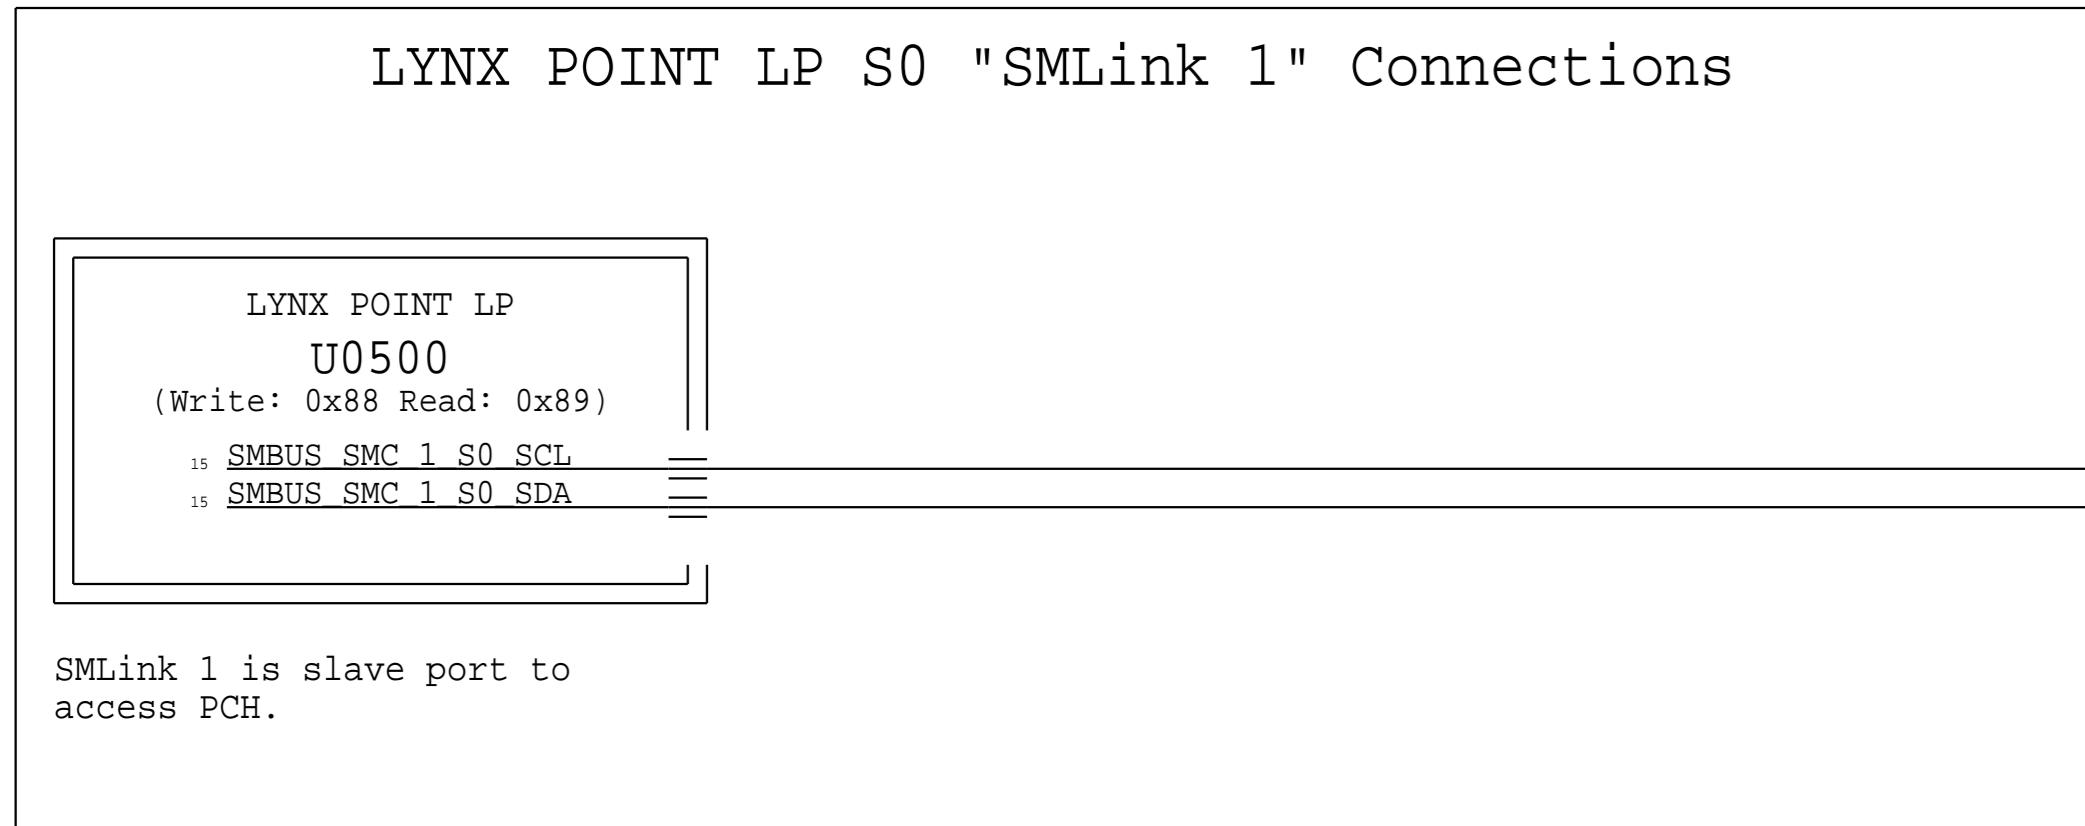 LYNX POINT LP S0 "SMLink 1" Connections
LYNX POINT LP
U0500
(Write: 0x88 Read: 0x89)
15 SMBUS_SMC_1_S0_SCL
15 SMBUS_SMC_1_S0_SDA
SMLink 1 is slave port to
access PCH.